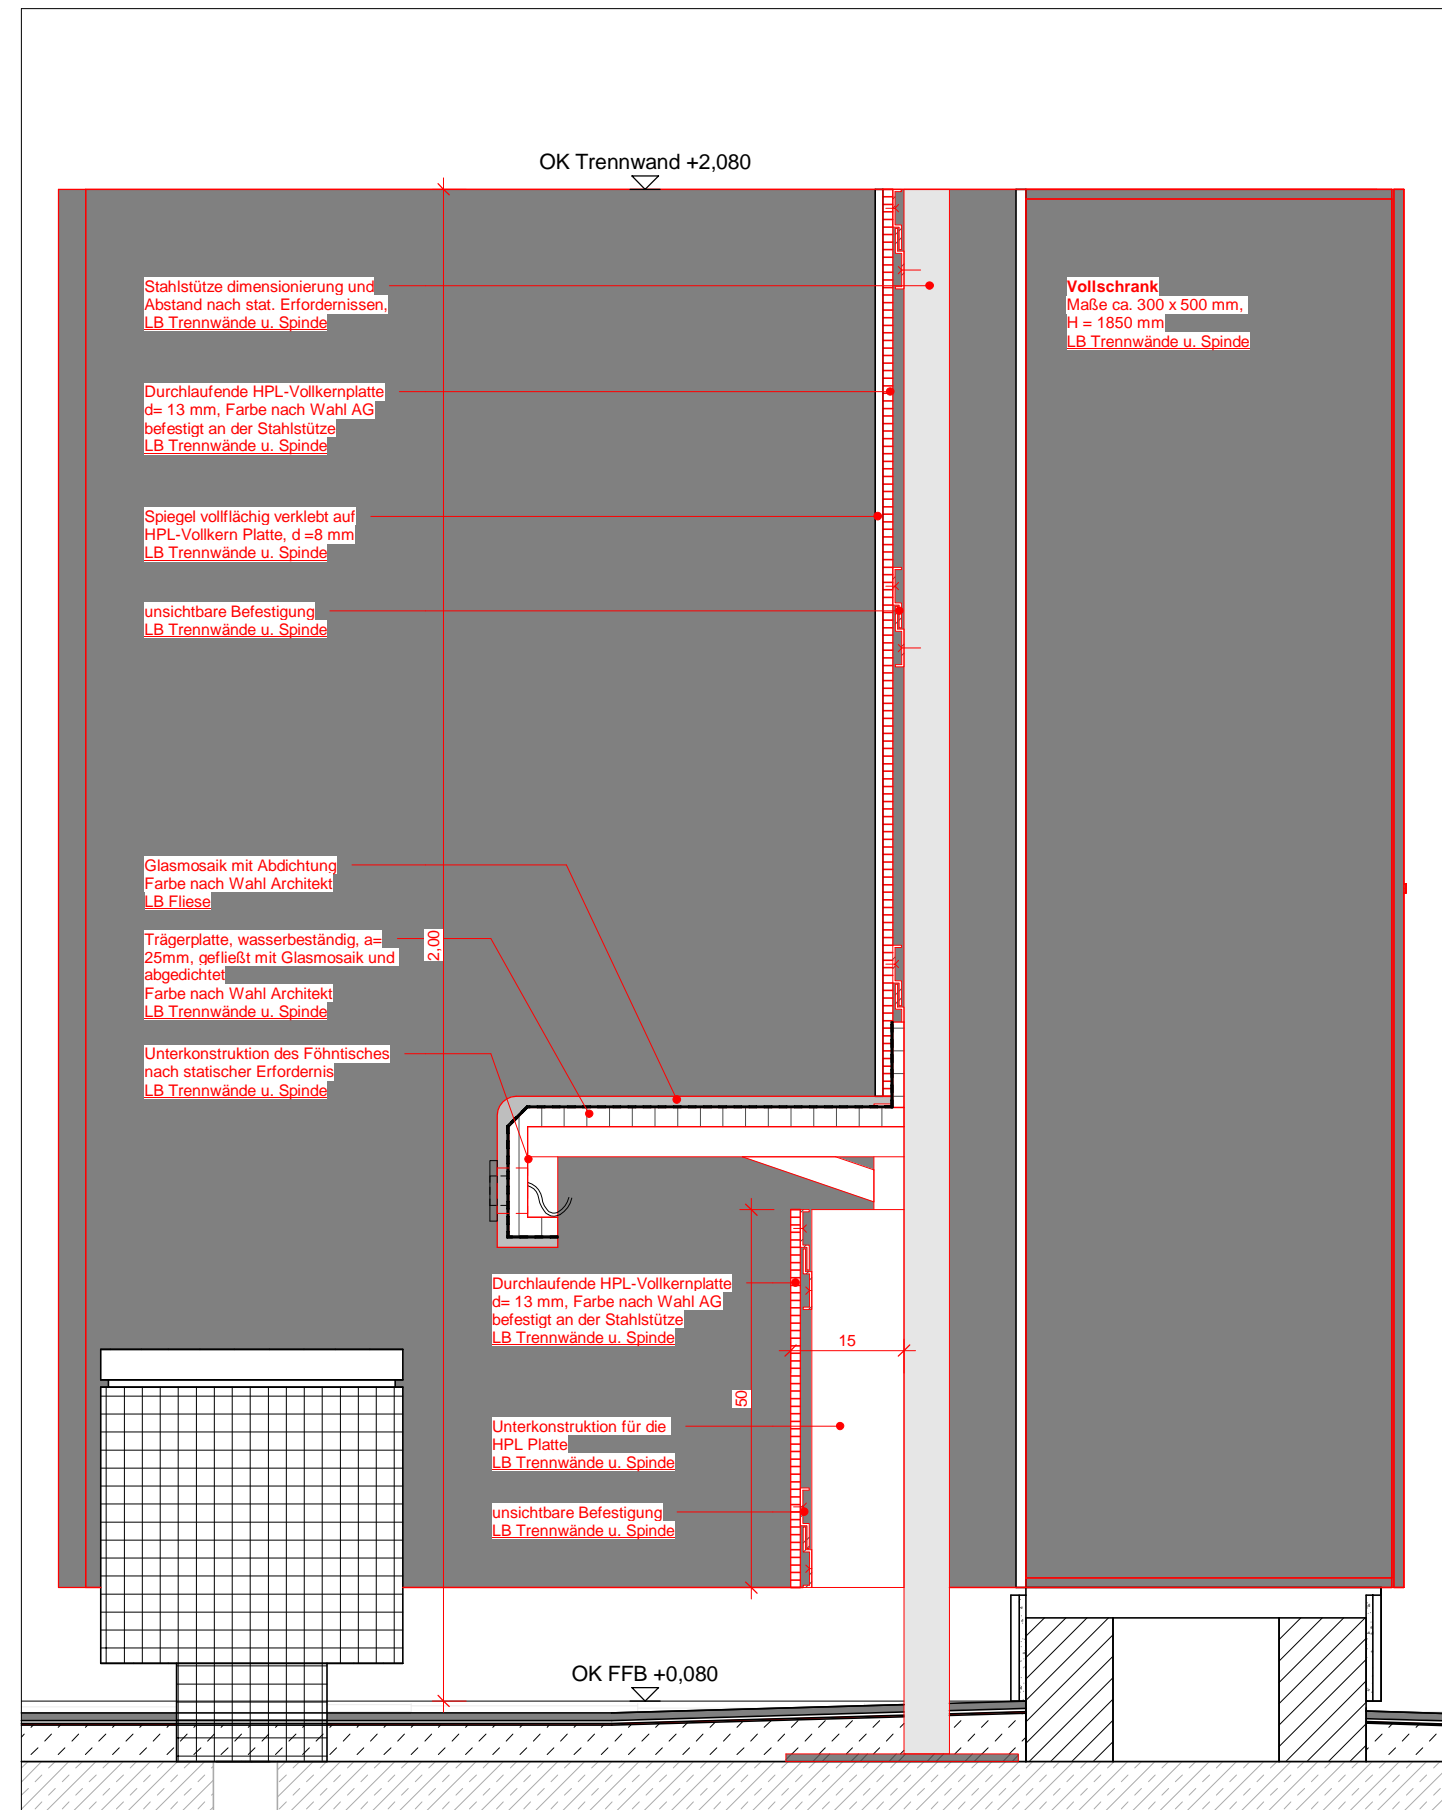 OK Trennwand +2,080
Stahlstütze dimensionierung und
Abstand nach stat. Erfordernissen,
LB Trennwände u. Spinde
Vollschrank
Maße ca. 300 x 500 mm,
H = 1850 mm
LB Trennwände u. Spinde
Durchlaufende HPL-Vollkernplatte
d= 13 mm, Farbe nach Wahl AG
befestigt an der Stahlstütze
LB Trennwände u. Spinde
Spiegel vollflächig verklebt auf
HPL-Vollkern Platte, d =8 mm
LB Trennwände u. Spinde
unsichtbare Befestigung
LB Trennwände u. Spinde
Glasmosaik mit Abdichtung
Farbe nach Wahl Architekt
LB Fliese
Trägerplatte, wasserbeständig, a=
25mm, gefließt mit Glasmosaik und
abgedichtet
Farbe nach Wahl Architekt
LB Trennwände u. Spinde
2,00
Unterkonstruktion des Föhntisches
nach statischer Erfordernis
LB Trennwände u. Spinde
Durchlaufende HPL-Vollkernplatte
d= 13 mm, Farbe nach Wahl AG
befestigt an der Stahlstütze
LB Trennwände u. Spinde
15
50
Unterkonstruktion für die
HPL Platte
LB Trennwände u. Spinde
unsichtbare Befestigung
LB Trennwände u. Spinde
OK FFB +0,080